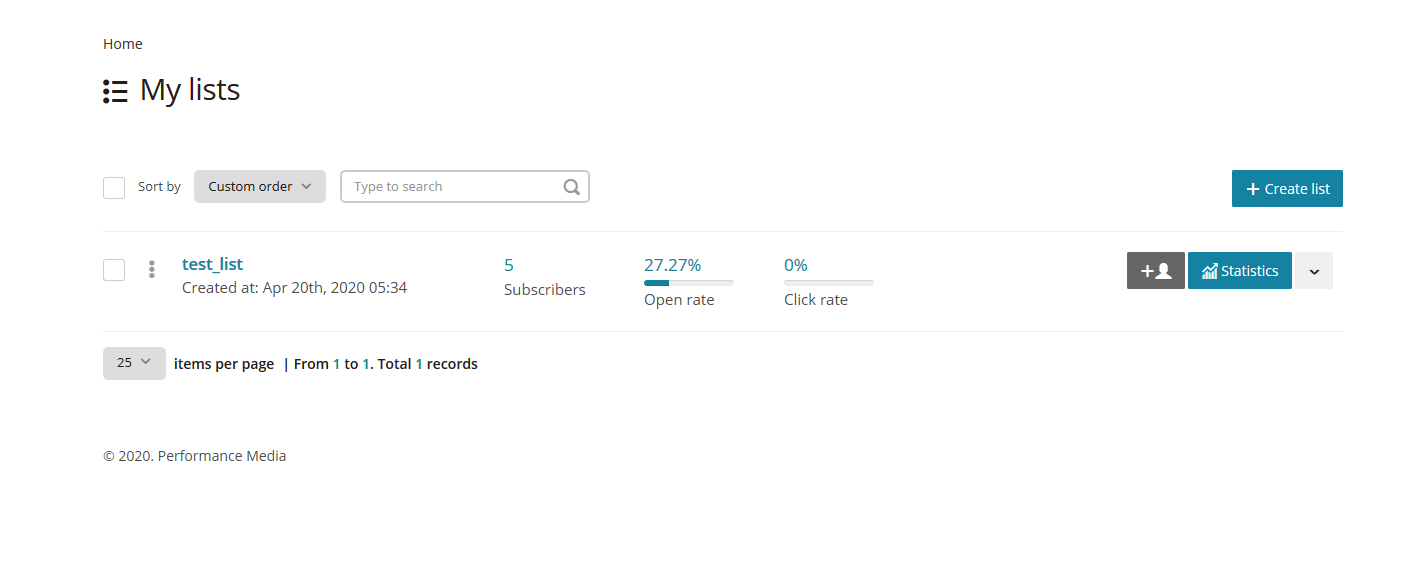 Home
My lists
Sort by Custom order Type to search + Create list
test_list 5 27.27% 0% Statistics
Created at: Apr 20th, 2020 05:34 Subscribers Open rate Click rate
25 items per page | From 1 to 1. Total 1 records
© 2020. Performance Media